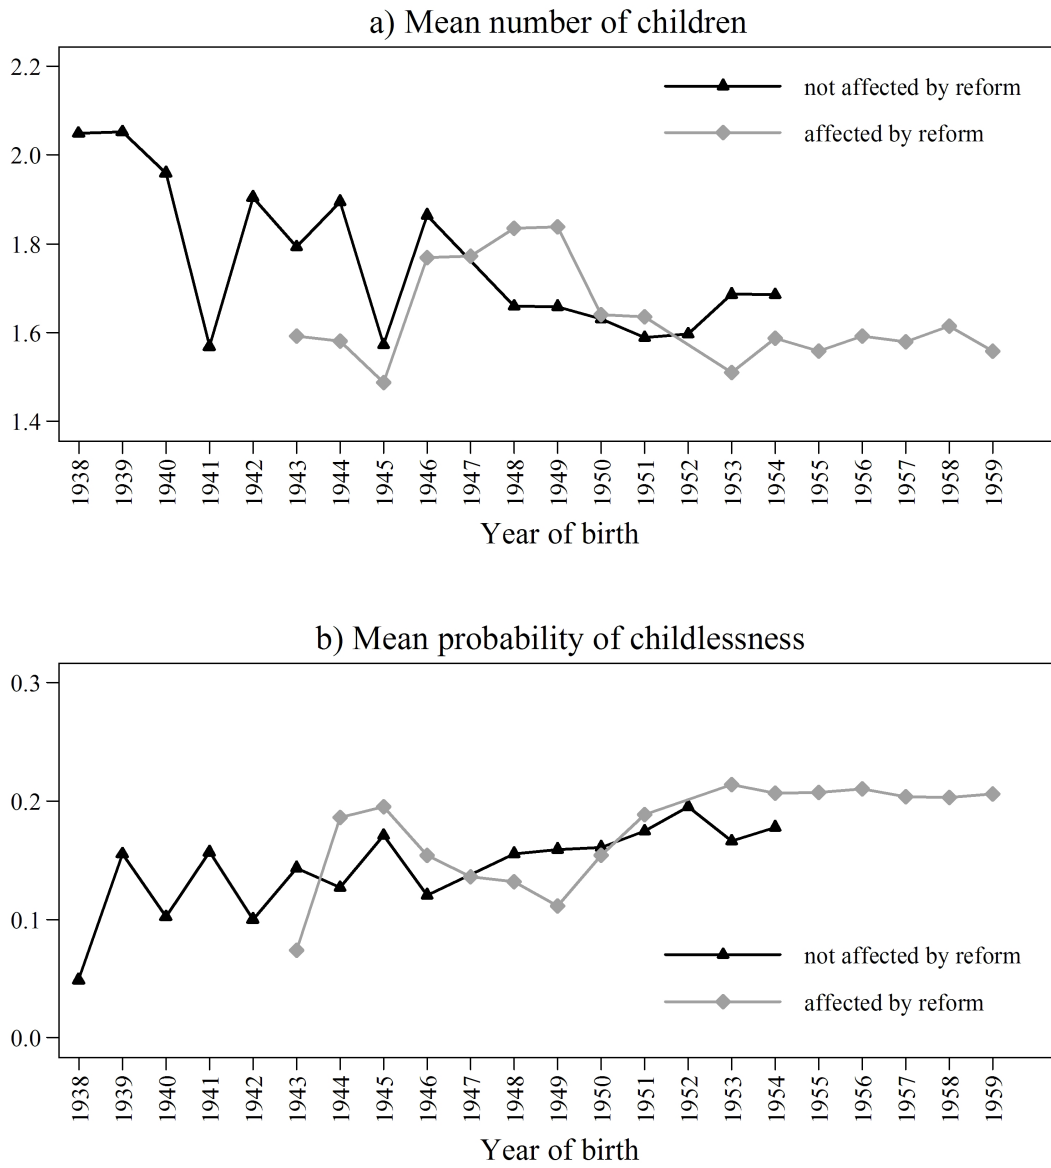 a) Mean number of children
2.2
2.0
1.8
1.6
1.4
not affected by reform
affected by reform
1938 1939 1940 1941 1942 1943 1944 1945 1946 1947 1948 1949 1950 1951 1952 1953 1954 1955 1956 1957 1958 1959
Year of birth
b) Mean probability of childlessness
0.3
0.2
0.1
0.0
not affected by reform
affected by reform
1938 1939 1940 1941 1942 1943 1944 1945 1946 1947 1948 1949 1950 1951 1952 1953 1954 1955 1956 1957 1958 1959
Year of birth